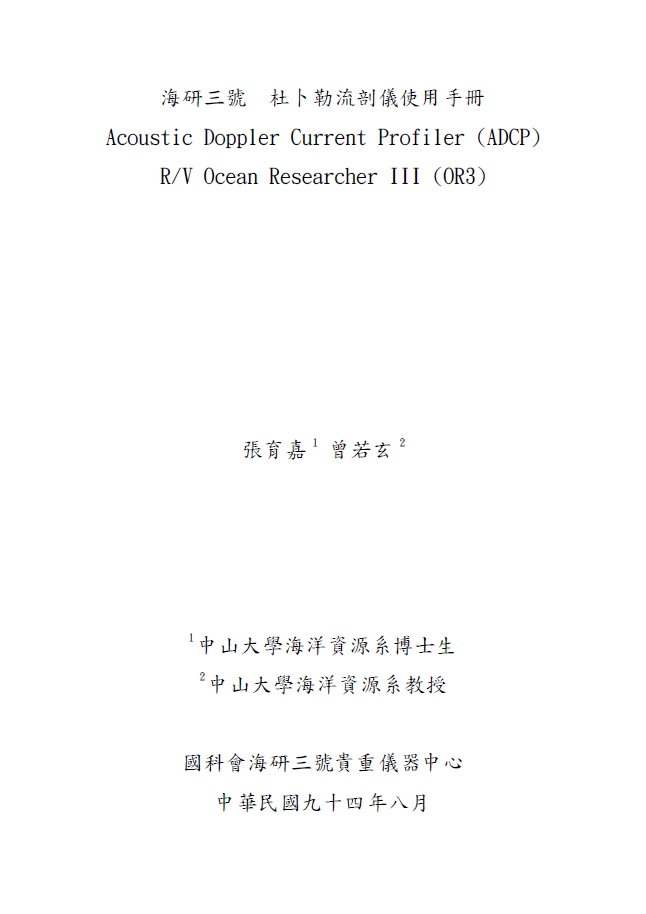 海研三號　杜卜勒流剖儀使用手冊
Acoustic Doppler Current Profiler (ADCP)
R/V Ocean Researcher III (OR3)
張育嘉¹ 曾若玄²
¹中山大學海洋資源系博士生
²中山大學海洋資源系教授
國科會海研三號貴重儀器中心
中華民國九十四年八月